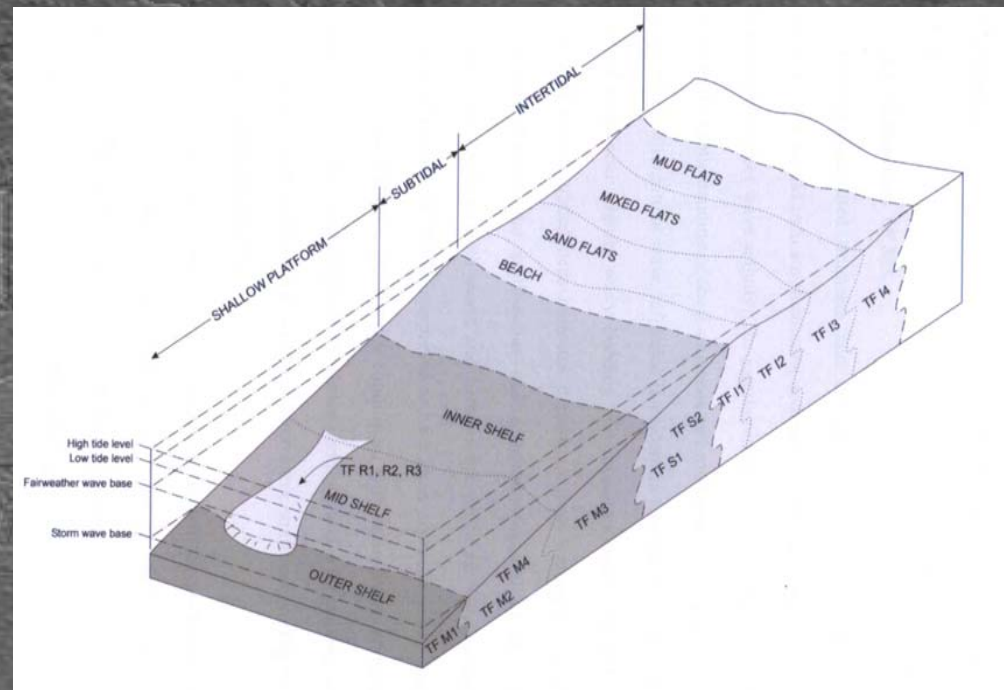 INTERTIDAL
SUBTIDAL
SHALLOW PLATFORM
MUD FLATS
MIXED FLATS
SAND FLATS
BEACH
TF I4
TF I3
TF I2
TF I1
TF S2
TF S1
INNER SHELF
High tide level
Low tide level
TF R1, R2, R3
Fairweather wave base
MID SHELF
TF M3
Storm wave base
TF M4
OUTER SHELF
TF M2
TF M1